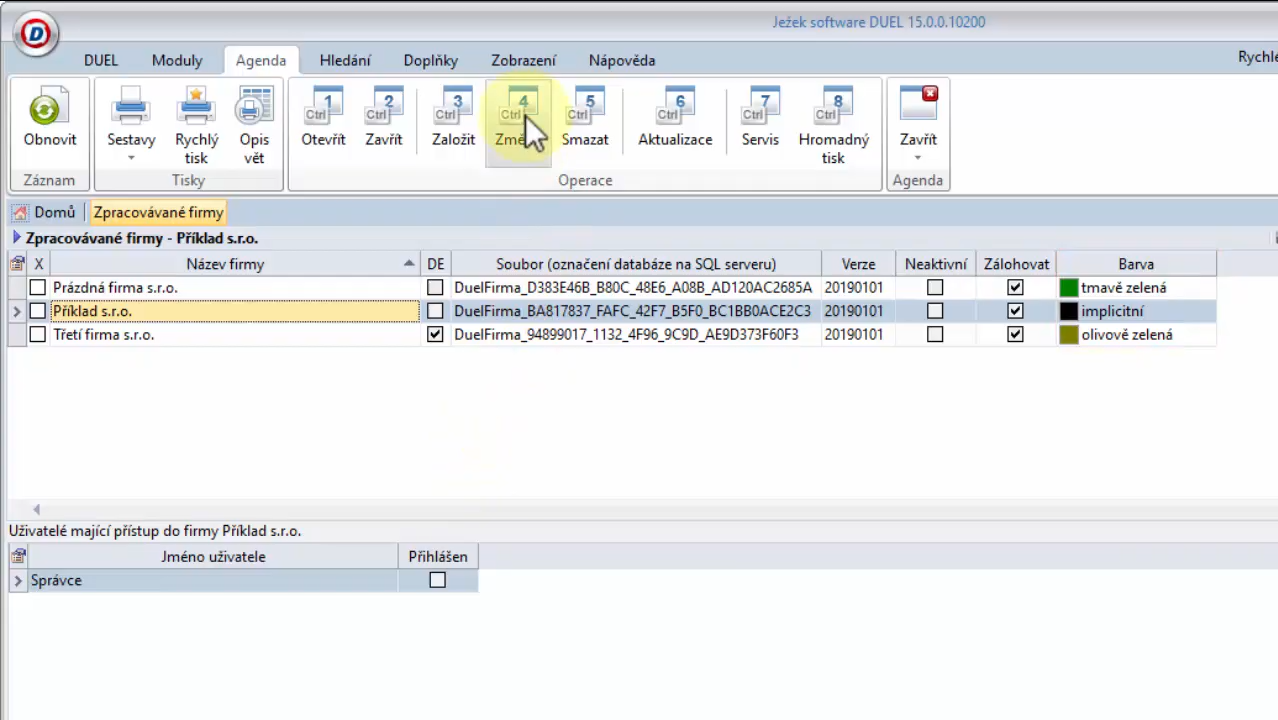 Ježek software DUEL 15.0.0.10200
DUEL Moduly Agenda Hledání Doplňky Zobrazení Nápověda
Obnovit Sestavy Rychlý tisk Opis vět Ctrl 1 Otevřít Ctrl 2 Zavřít Ctrl 3 Založit Ctrl 4 Ctrl 5 Smazat Ctrl 6 Aktualizace Ctrl 7 Servis Ctrl 8 Hromadný tisk Zavřít
Záznam Tisky Operace Agenda
Domů Zpracovávané firmy
Zpracovávané firmy - Příklad s.r.o.
X Název firmy DE Soubor (označení databáze na SQL serveru) Verze Neaktivní Zálohovat Barva
Prázdná firma s.r.o. DuelFirma_D383E46B_B80C_48E6_A08B_AD120AC2685A 20190101 tmavě zelená
Příklad s.r.o. DuelFirma_BA817837_FAFC_42F7_B5F0_BC1BB0ACE2C3 20190101 implicitní
Třetí firma s.r.o. DuelFirma_94899017_1132_4F96_9C9D_AE9D373F60F3 20190101 olivově zelená
Uživatelé mající přístup do firmy Příklad s.r.o.
Jméno uživatele Přihlášen
Správce